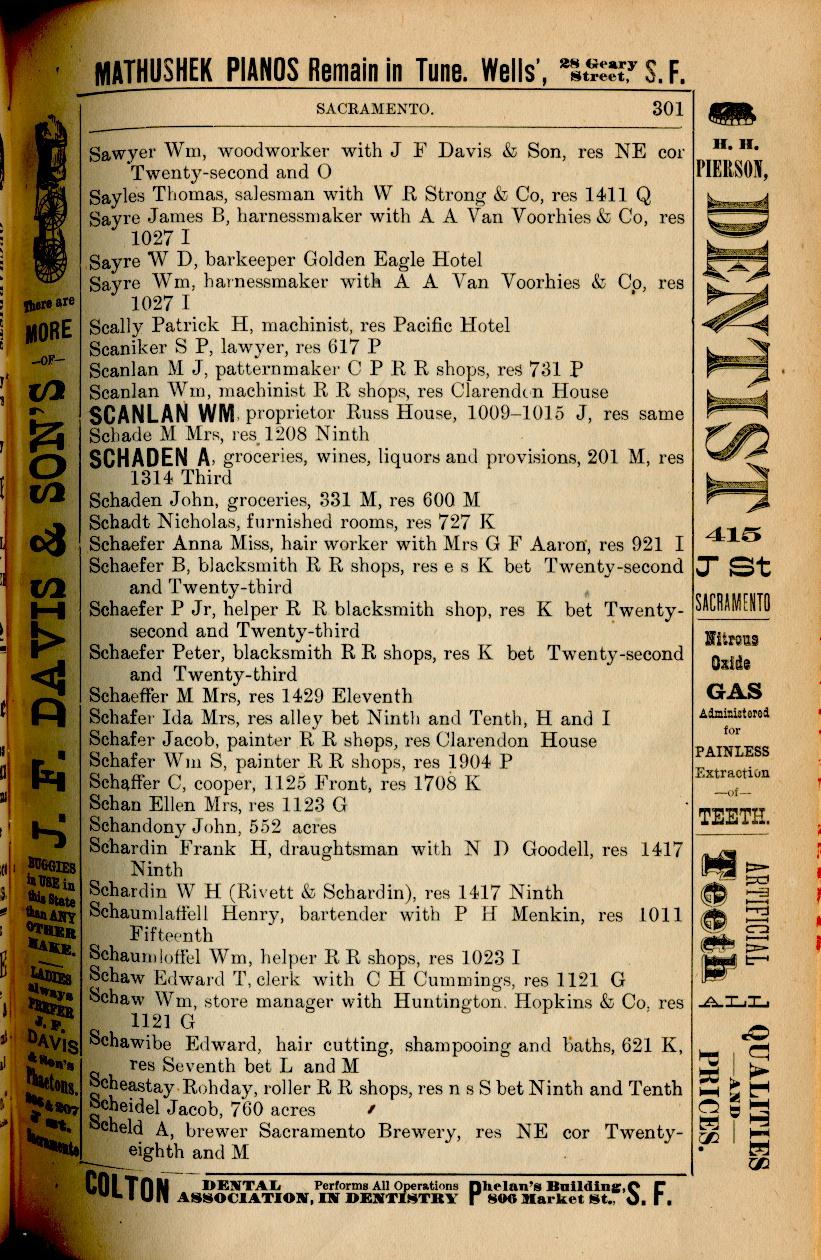 MATHUSHEK PIANOS Remain in Tune. Wells', 28 Geary Street, S. F.
SACRAMENTO. 301
Sawyer Wm, woodworker with J F Davis & Son, res NE cor
Twenty-second and O
Sayles Thomas, salesman with W R Strong & Co, res 1411 Q
Sayre James B, harnessmaker with A A Van Voorhies & Co, res
1027 I
Sayre W D, barkeeper Golden Eagle Hotel
Sayre Wm, harnessmaker with A A Van Voorhies & Co, res
1027 I
Scally Patrick H, machinist, res Pacific Hotel
Scaniker S P, lawyer, res 617 P
Scanlan M J, patternmaker C P R R shops, res 731 P
Scanlan Wm, machinist R R shops, res Clarendon House
SCANLAN WM, proprietor Russ House, 1009–1015 J, res same
Schade M Mrs, res 1208 Ninth
SCHADEN A, groceries, wines, liquors and provisions, 201 M, res
1314 Third
Schaden John, groceries, 331 M, res 600 M
Schadt Nicholas, furnished rooms, res 727 K
Schaefer Anna Miss, hair worker with Mrs G F Aaron, res 921 I
Schaefer B, blacksmith R R shops, res e s K bet Twenty-second
and Twenty-third
Schaefer P Jr, helper R R blacksmith shop, res K bet Twenty-
second and Twenty-third
Schaefer Peter, blacksmith R R shops, res K bet Twenty-second
and Twenty-third
Schaeffer M Mrs, res 1429 Eleventh
Schafer Ida Mrs, res alley bet Ninth and Tenth, H and I
Schafer Jacob, painter R R shops, res Clarendon House
Schafer Wm S, painter R R shops, res 1904 P
Schaffer C, cooper, 1125 Front, res 1708 K
Schan Ellen Mrs, res 1123 G
Schandony John, 552 acres
Schardin Frank H, draughtsman with N D Goodell, res 1417
Ninth
Schardin W H (Rivett & Schardin), res 1417 Ninth
Schaumlaffell Henry, bartender with P H Menkin, res 1011
Fifteenth
Schaumloffel Wm, helper R R shops, res 1023 I
Schaw Edward T, clerk with C H Cummings, res 1121 G
Schaw Wm, store manager with Huntington, Hopkins & Co, res
1121 G
Schawibe Edward, hair cutting, shampooing and baths, 621 K,
res Seventh bet L and M
Scheastay Rohday, roller R R shops, res n s S bet Ninth and Tenth
Scheidel Jacob, 760 acres
Scheld A, brewer Sacramento Brewery, res NE cor Twenty-
eighth and M
There are
MORE
—OF—
J. F. DAVIS & SON'S
BUGGIES
in USE in
this State
than ANY
OTHER
MAKE.
LADIES
always
PREFER
J. F.
DAVIS
& Son's
Phaetons.
J St.
Sacramento
H. H.
PIERSON,
DENTIST
415
J St
SACRAMENTO
Nitrous
Oxide
GAS
Administered
for
PAINLESS
Extraction
—of—
TEETH.
ARTIFICIAL
Teeth
ALL
QUALITIES
—AND—
PRICES.
COLTON DENTAL ASSOCIATION, Performs All Operations IN DENTISTRY Phelan's Building, 806 Market St., S. F.